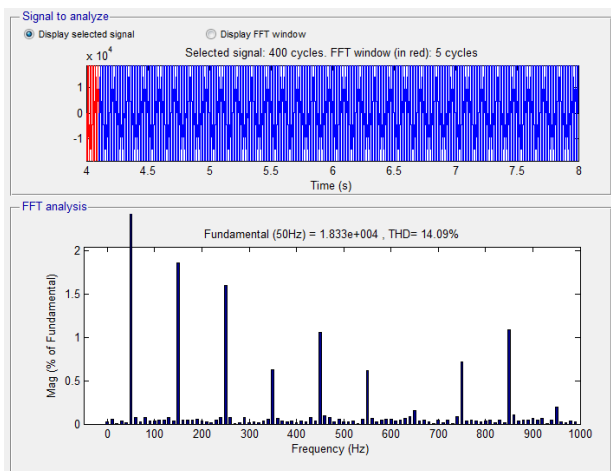 Signal to analyze
Display selected signal Display FFT window
x 10^4 Selected signal: 400 cycles. FFT window (in red): 5 cycles
1
0
-1
4 4.5 5 5.5 6 6.5 7 7.5 8
Time (s)
FFT analysis
Fundamental (50Hz) = 1.833e+004 , THD= 14.09%
2
1.5
1
0.5
0
Mag (% of Fundamental)
0 100 200 300 400 500 600 700 800 900 1000
Frequency (Hz)